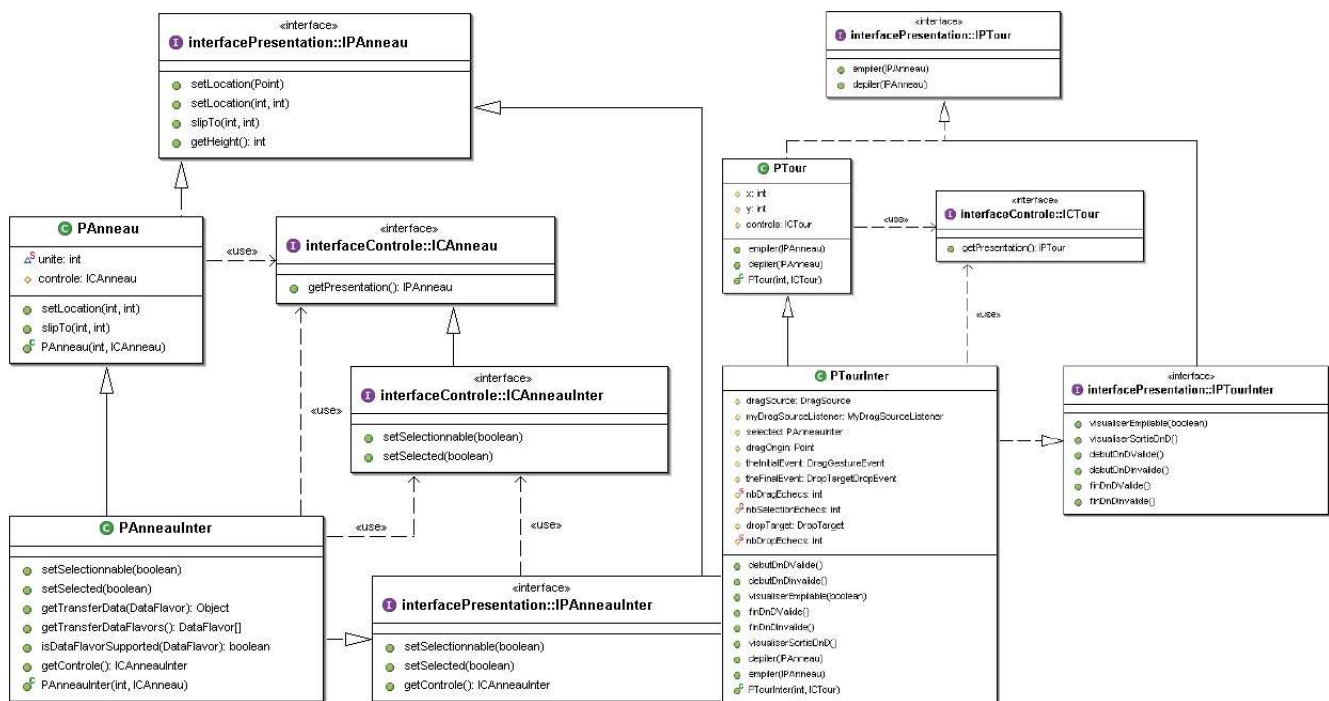 «interface»
interfacePresentation::IPAnneau
setLocation(Point)
setLocation(int, int)
slipTo(int, int)
getHeight(): int
PAnneau
unite: int
controle: ICAnneau
setLocation(int, int)
slipTo(int, int)
PAnneau(int, ICAnneau)
«use»
«interface»
interfaceControle::ICAnneau
getPresentation(): IPAnneau
«use»
«interface»
interfaceControle::ICAnneauInter
setSelectionnable(boolean)
setSelected(boolean)
«use»
«use»
PAnneauInter
setSelectionnable(boolean)
setSelected(boolean)
getTransferData(DataFlavor): Object
getTransferDataFlavors(): DataFlavor[]
isDataFlavorSupported(DataFlavor): boolean
getControle(): ICAnneauInter
PAnneauInter(int, ICAnneau)
«interface»
interfacePresentation::IPAnneauInter
setSelectionnable(boolean)
setSelected(boolean)
getControle(): ICAnneauInter
«interface»
interfacePresentation::IPTour
empiler(IPAnneau)
depiler(IPAnneau)
PTour
x: int
y: int
controle: ICTour
empiler(IPAnneau)
depiler(IPAnneau)
PTour(int, ICTour)
«use»
«interface»
interfaceControle::ICTour
getPresentation(): IPTour
«use»
PTourInter
dragSource: DragSource
myDragSourceListener: MyDragSourceListener
selected: PAnneauInter
dragOrigin: Point
theInitialEvent: DragGestureEvent
theFinalEvent: DropTargetDropEvent
nbDragEchecs: int
nbSelectionEchecs: int
dropTarget: DropTarget
nbDropEchecs: int
debutDnDValide()
debutDnDInvalide()
visualiserEmpilable(boolean)
finDnDValide()
finDnDInvalide()
visualiserSortieDnD()
depiler(IPAnneau)
empiler(IPAnneau)
PTourInter(int, ICTour)
«interface»
interfacePresentation::IPTourInter
visualiserEmpilable(boolean)
visualiserSortieDnD()
debutDnDValide()
debutDnDInvalide()
finDnDValide()
finDnDInvalide()